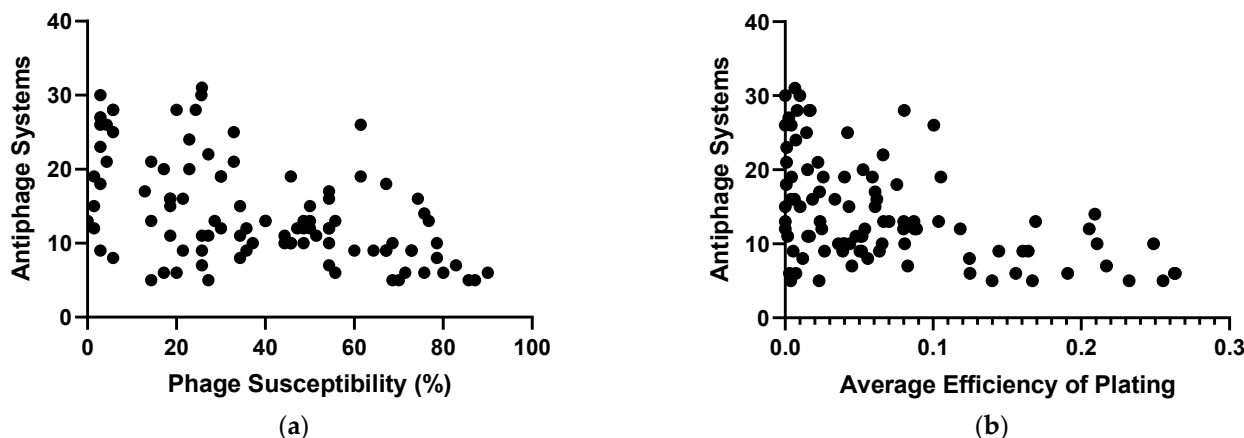 40
30
20
10
0
Antiphage Systems
0 20 40 60 80 100
Phage Susceptibility (%)
(a)
40
30
20
10
0
Antiphage Systems
0.0 0.1 0.2 0.3
Average Efficiency of Plating
(b)